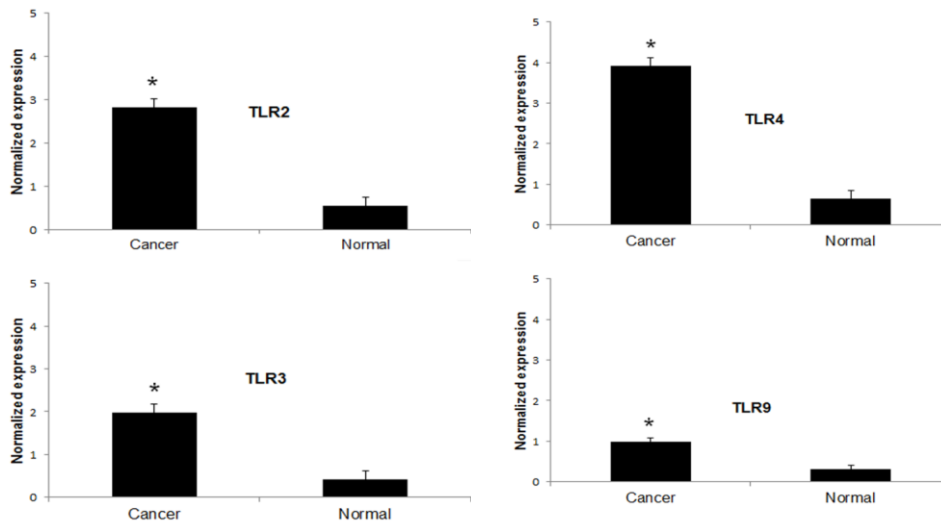 Normalized expression
5
4
3
2
1
0
*
TLR2
Cancer
Normal
Normalized expression
5
4
3
2
1
0
*
TLR4
Cancer
Normal
Normalized expression
5
4
3
2
1
0
*
TLR3
Cancer
Normal
Normalized expression
5
4
3
2
1
0
*
TLR9
Cancer
Normal